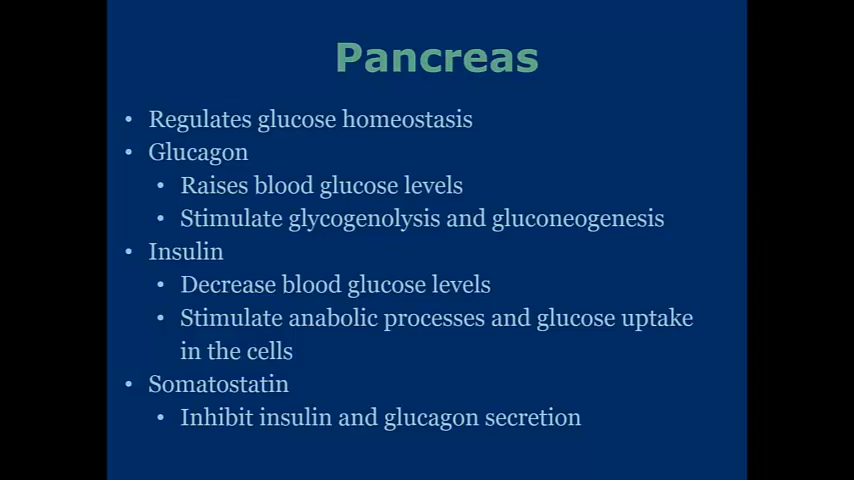 Pancreas
• Regulates glucose homeostasis
• Glucagon
• Raises blood glucose levels
• Stimulate glycogenolysis and gluconeogenesis
• Insulin
• Decrease blood glucose levels
• Stimulate anabolic processes and glucose uptake
in the cells
• Somatostatin
• Inhibit insulin and glucagon secretion